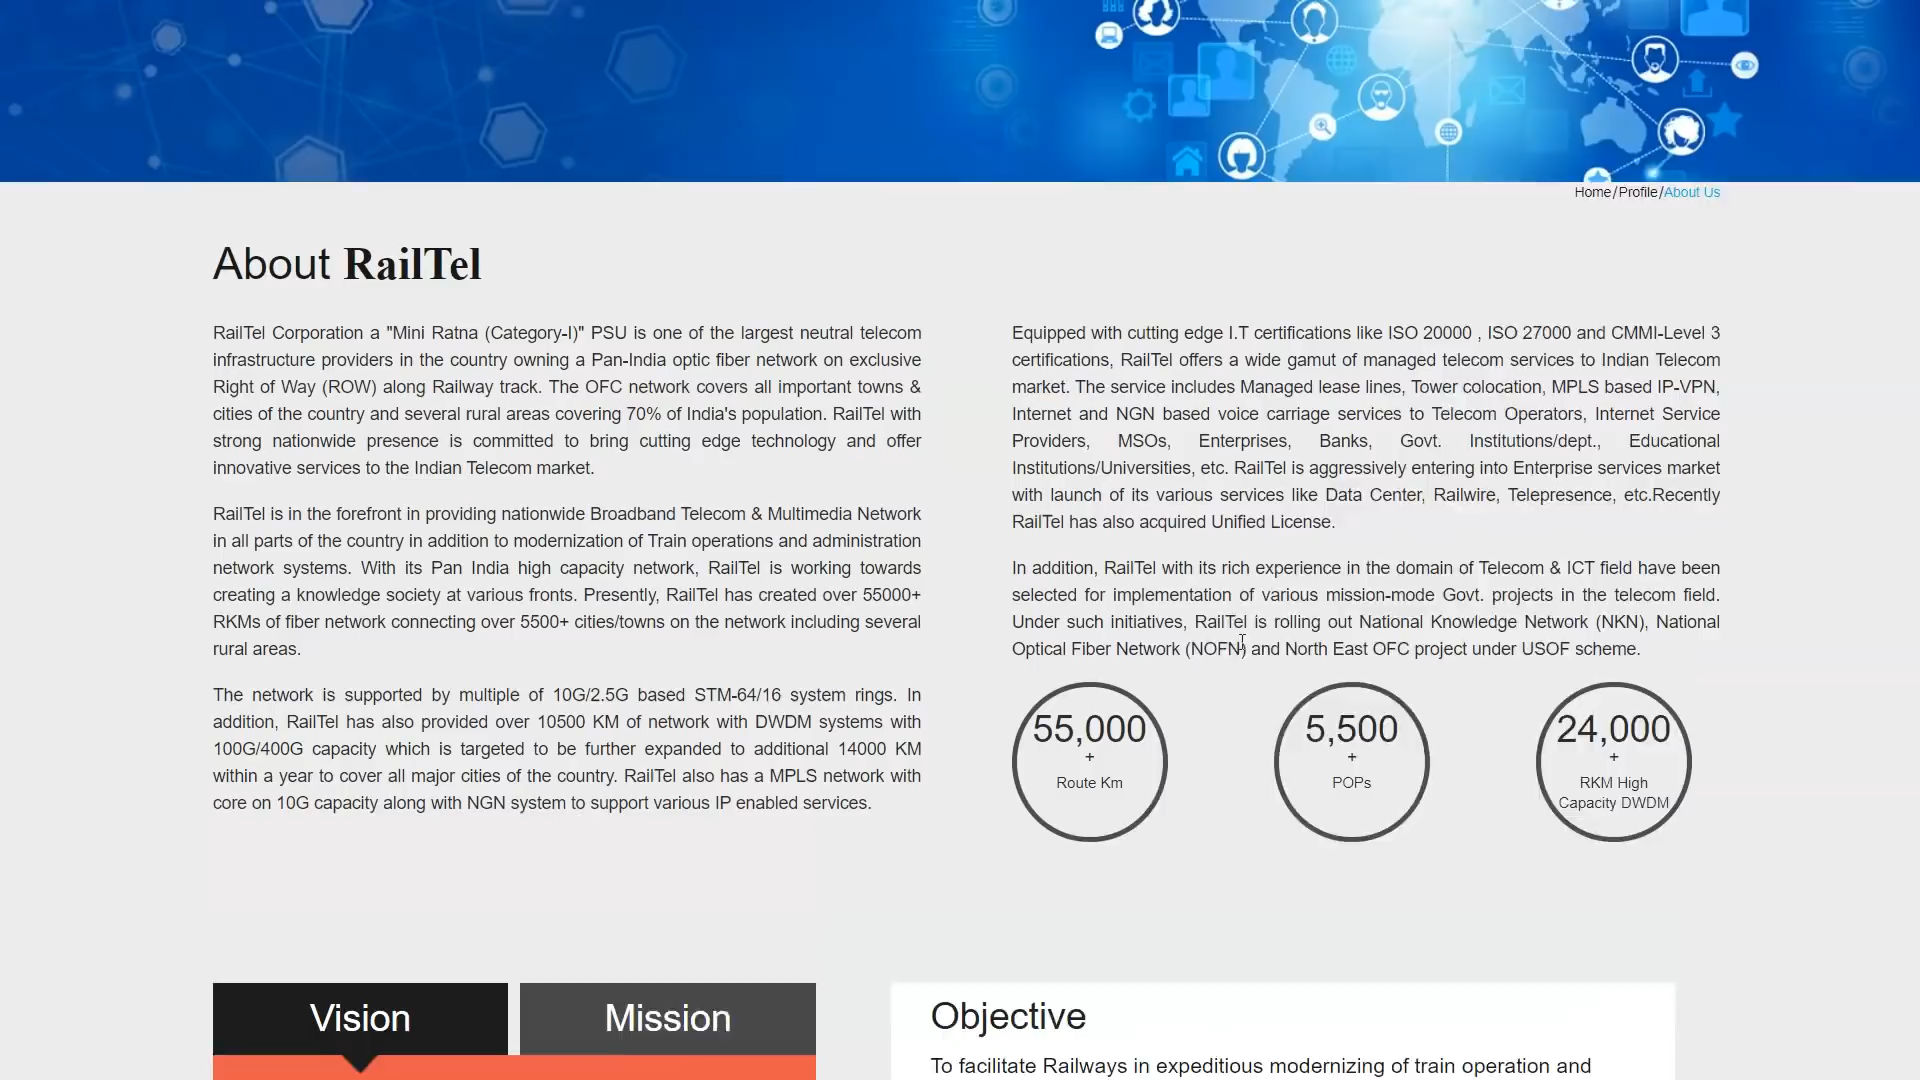 Home/Profile/About Us
About RailTel
RailTel Corporation a "Mini Ratna (Category-I)" PSU is one of the largest neutral telecom
infrastructure providers in the country owning a Pan-India optic fiber network on exclusive
Right of Way (ROW) along Railway track. The OFC network covers all important towns &
cities of the country and several rural areas covering 70% of India's population. RailTel with
strong nationwide presence is committed to bring cutting edge technology and offer
innovative services to the Indian Telecom market.
RailTel is in the forefront in providing nationwide Broadband Telecom & Multimedia Network
in all parts of the country in addition to modernization of Train operations and administration
network systems. With its Pan India high capacity network, RailTel is working towards
creating a knowledge society at various fronts. Presently, RailTel has created over 55000+
RKMs of fiber network connecting over 5500+ cities/towns on the network including several
rural areas.
The network is supported by multiple of 10G/2.5G based STM-64/16 system rings. In
addition, RailTel has also provided over 10500 KM of network with DWDM systems with
100G/400G capacity which is targeted to be further expanded to additional 14000 KM
within a year to cover all major cities of the country. RailTel also has a MPLS network with
core on 10G capacity along with NGN system to support various IP enabled services.
Equipped with cutting edge I.T certifications like ISO 20000 , ISO 27000 and CMMI-Level 3
certifications, RailTel offers a wide gamut of managed telecom services to Indian Telecom
market. The service includes Managed lease lines, Tower colocation, MPLS based IP-VPN,
Internet and NGN based voice carriage services to Telecom Operators, Internet Service
Providers, MSOs, Enterprises, Banks, Govt. Institutions/dept., Educational
Institutions/Universities, etc. RailTel is aggressively entering into Enterprise services market
with launch of its various services like Data Center, Railwire, Telepresence, etc.Recently
RailTel has also acquired Unified License.
In addition, RailTel with its rich experience in the domain of Telecom & ICT field have been
selected for implementation of various mission-mode Govt. projects in the telecom field.
Under such initiatives, RailTel is rolling out National Knowledge Network (NKN), National
Optical Fiber Network (NOFN) and North East OFC project under USOF scheme.
55,000
+
Route Km
5,500
+
POPs
24,000
+
RKM High
Capacity DWDM
Vision
Mission
Objective
To facilitate Railways in expeditious modernizing of train operation and